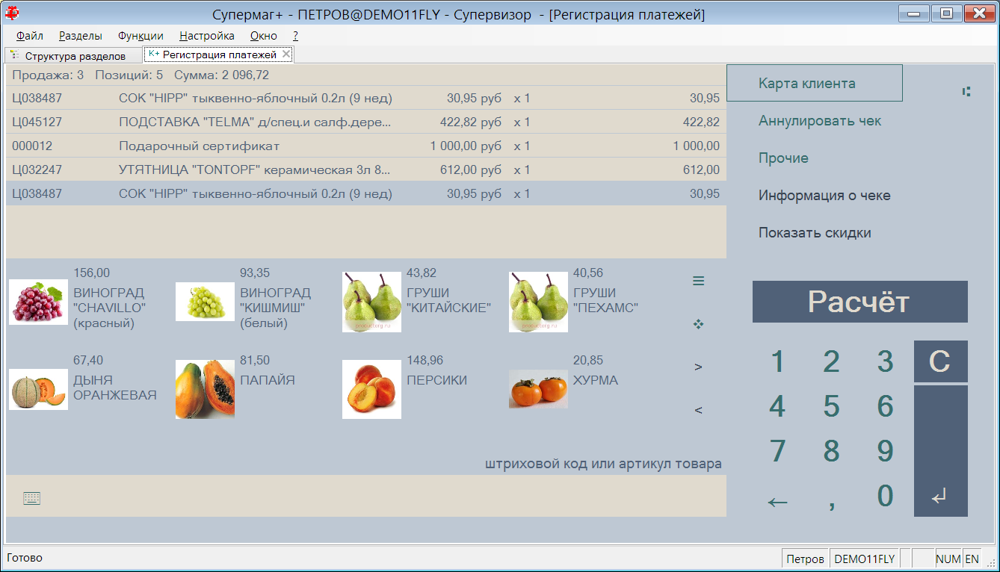 Супермаг+ - ПЕТРОВ@DEMO11FLY - Супервизор - [Регистрация платежей]
Файл Разделы Функции Настройка Окно ?
Структура разделов К+ Регистрация платежей
Продажа: 3 Позиций: 5 Сумма: 2 096,72
Ц038487 СОК "HIPP" тыквенно-яблочный 0.2л (9 нед) 30,95 руб x 1 30,95
Ц045127 ПОДСТАВКА "TELMA" д/спец.и салф.дере... 422,82 руб x 1 422,82
000012 Подарочный сертификат 1 000,00 руб x 1 1 000,00
Ц032247 УТЯТНИЦА "TONTOPF" керамическая 3л 8... 612,00 руб x 1 612,00
Ц038487 СОК "HIPP" тыквенно-яблочный 0.2л (9 нед) 30,95 руб x 1 30,95
Карта клиента
Аннулировать чек
Прочие
Информация о чеке
Показать скидки
156,00
ВИНОГРАД
"CHAVILLO"
(красный)
93,35
ВИНОГРАД
"КИШМИШ"
(белый)
43,82
ГРУШИ
"КИТАЙСКИЕ"
productorg.ru
40,56
ГРУШИ
"ПЕХАМС"
productorg.ru
67,40
ДЫНЯ
ОРАНЖЕВАЯ
81,50
ПАПАЙЯ
148,96
ПЕРСИКИ
20,85
ХУРМА
>
<
Расчёт
1 2 3 C
4 5 6
7 8 9
← , 0 ↵
штриховой код или артикул товара
Готово Петров DEMO11FLY NUM EN